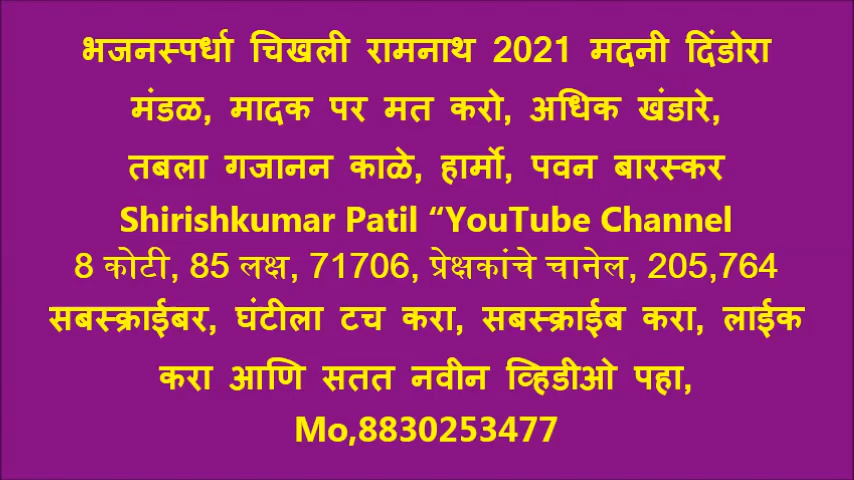 भजनस्पर्धा चिखली रामनाथ 2021 मदनी दिंडोरा
मंडळ, मादक पर मत करो, अधिक खंडारे,
तबला गजानन काळे, हार्मो, पवन बारस्कर
Shirishkumar Patil “YouTube Channel
8 कोटी, 85 लक्ष, 71706, प्रेक्षकांचे चानेल, 205,764
सबस्क्राईबर, घंटीला टच करा, सबस्क्राईब करा, लाईक
करा आणि सतत नवीन व्हिडीओ पहा,
Mo,8830253477